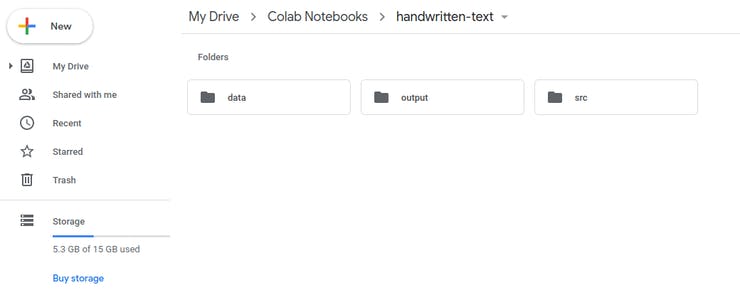 New
My Drive
Shared with me
Recent
Starred
Trash
Storage
5.3 GB of 15 GB used
Buy storage
My Drive > Colab Notebooks > handwritten-text
Folders
data
output
src